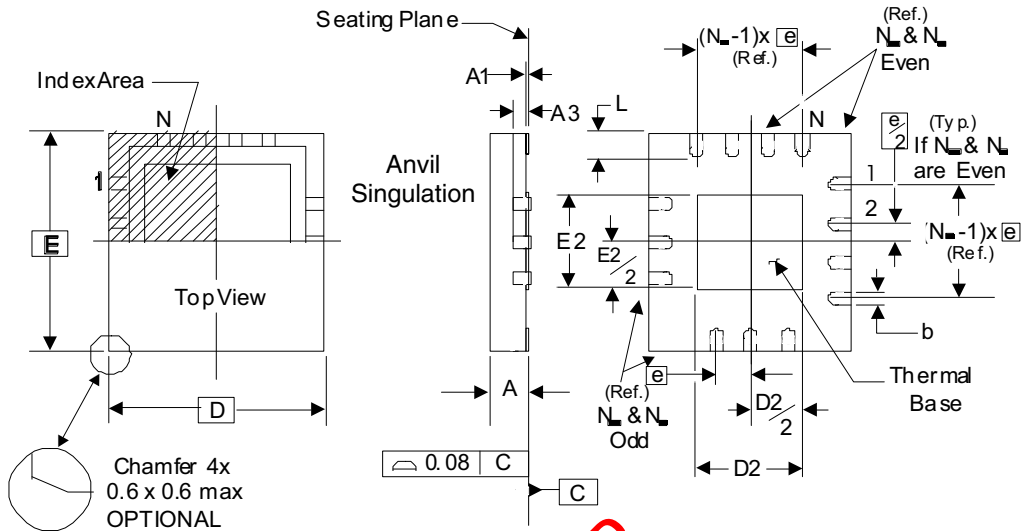 Seating Plane
Index Area
N
1
E
Top View
D
Chamfer 4x
0.6 x 0.6 max
OPTIONAL
A1
A3
L
Anvil
Singulation
E2
E2
/
2
A
0.08 C
C
(N -1)x e
(Ref.)
(Ref.)
N & N
Even
N
1
2
e
/
2
(Typ.)
If N & N
are Even
(N -1)x e
(Ref.)
b
Thermal
Base
e
(Ref.)
N & N
Odd
D2
/
2
D2